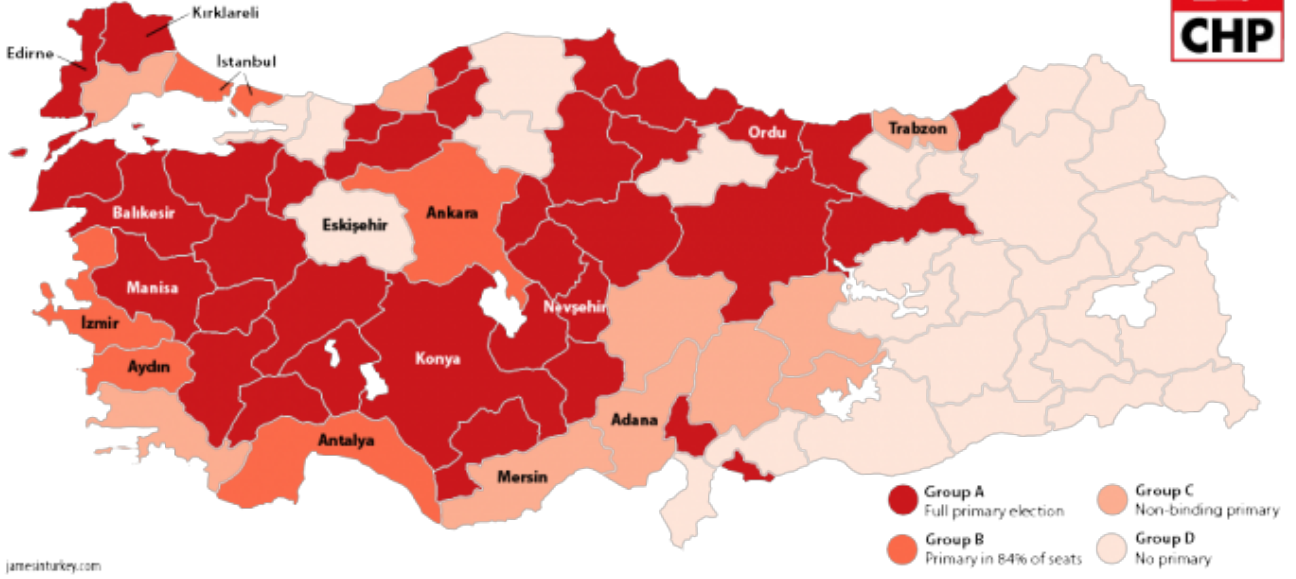 Kırklareli
CHP
Edirne
İstanbul
Ordu
Trabzon
Balıkesir
Eskişehir
Ankara
Manisa
Nevşehir
Izmir
Konya
Aydın
Adana
Antalya
Mersin
Group A
Full primary election
Group C
Non-binding primary
Group B
Primary in 84% of seats
Group D
No primary
jamesinturkey.com